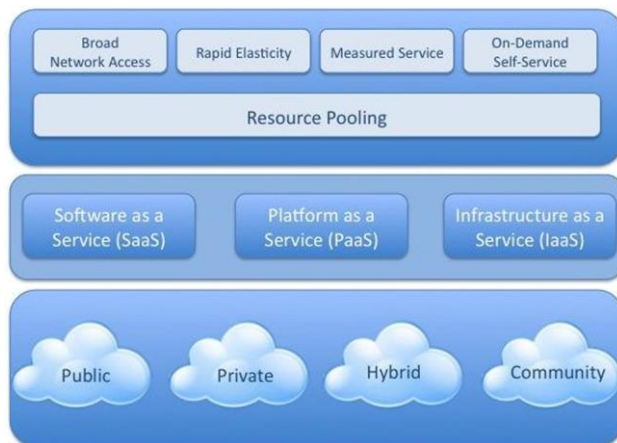 Broad
Network Access
Rapid Elasticity
Measured Service
On-Demand
Self-Service
Resource Pooling
Software as a
Service (SaaS)
Platform as a
Service (PaaS)
Infrastructure as a
Service (IaaS)
Public
Private
Hybrid
Community